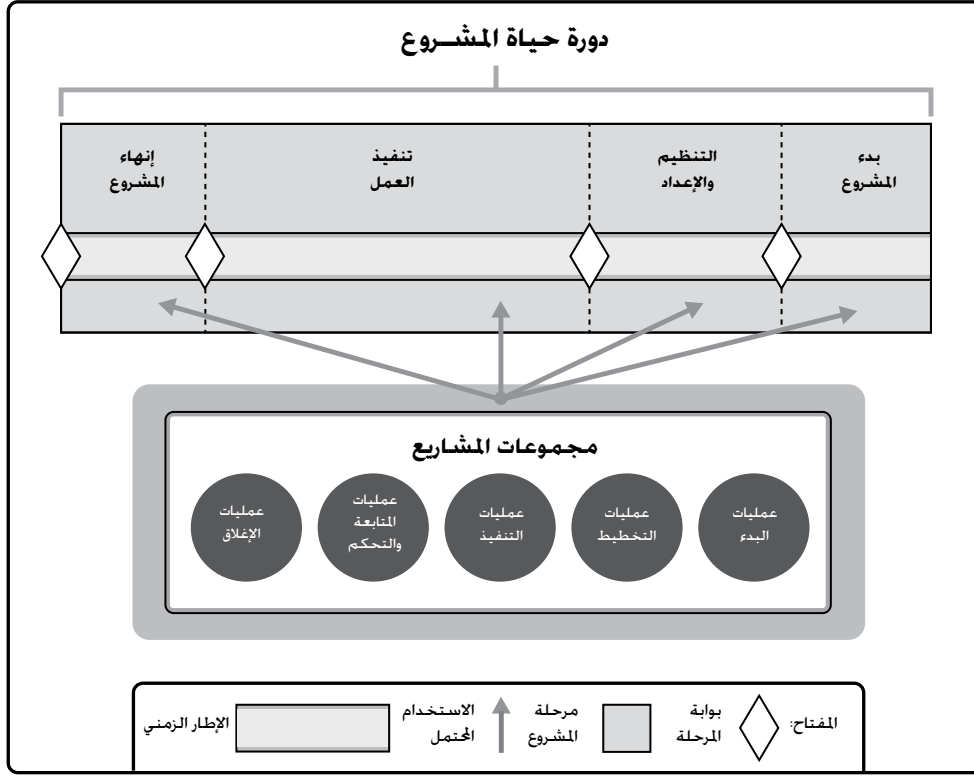 دورة حياة المشـــروع
بدء
المشروع
التنظيم
والإعداد
تنفيذ
العمل
إنهاء
المشروع
مجموعات المشاريع
عمليات
البدء
عمليات
التخطيط
عمليات
التنفيذ
عمليات
المتابعة
والتحكم
عمليات
الإغلاق
المفتاح:
بوابة
المرحلة
مرحلة
المشروع
الاستخدام
المحتمل
الإطار الزمني